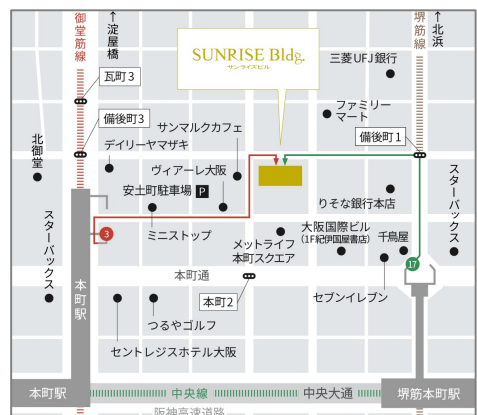 御堂筋線
↑淀屋橋
SUNRISE Bldg.
サンライズビル
堺筋線
↑北浜
三菱UFJ銀行
瓦町3
ファミリー
マート
備後町3
サンマルクカフェ
備後町1
北御堂
デイリーヤマザキ
ヴィアーレ大阪
スターバックス
安土町駐車場 P
りそな銀行本店
スターバックス
3
ミニストップ
メットライフ
本町スクエア
大阪国際ビル
(1F紀伊国屋書店)
千鳥屋
17
本町通
本町駅
本町2
セブンイレブン
つるやゴルフ
セントレジスホテル大阪
本町駅
中央線
中央大通
堺筋本町駅
阪神高速道路